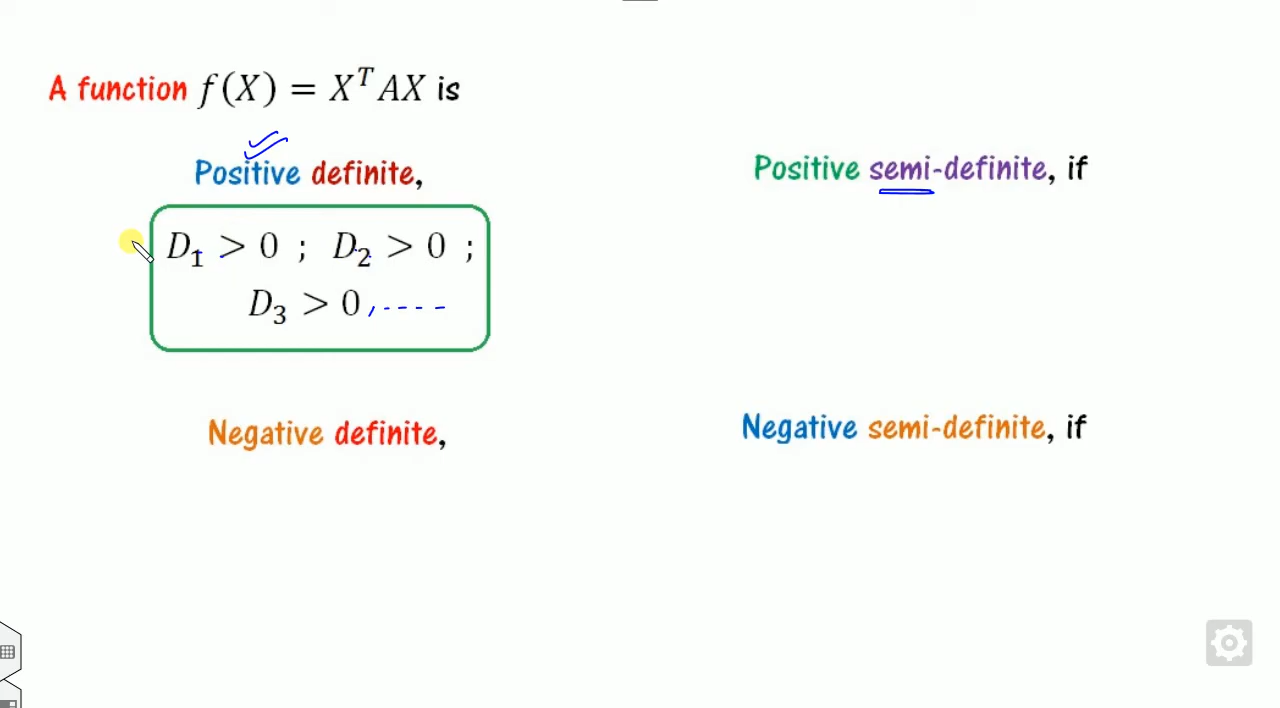 A function f(X) = X^T AX is
Positive definite,
D₁ > 0 ; D₂ > 0 ;
D₃ > 0 , - - - -
Positive semi-definite, if
Negative definite,
Negative semi-definite, if